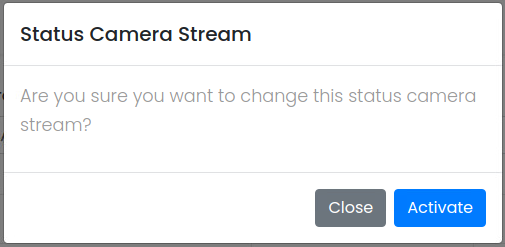 Status Camera Stream
Are you sure you want to change this status camera
stream?
Close Activate